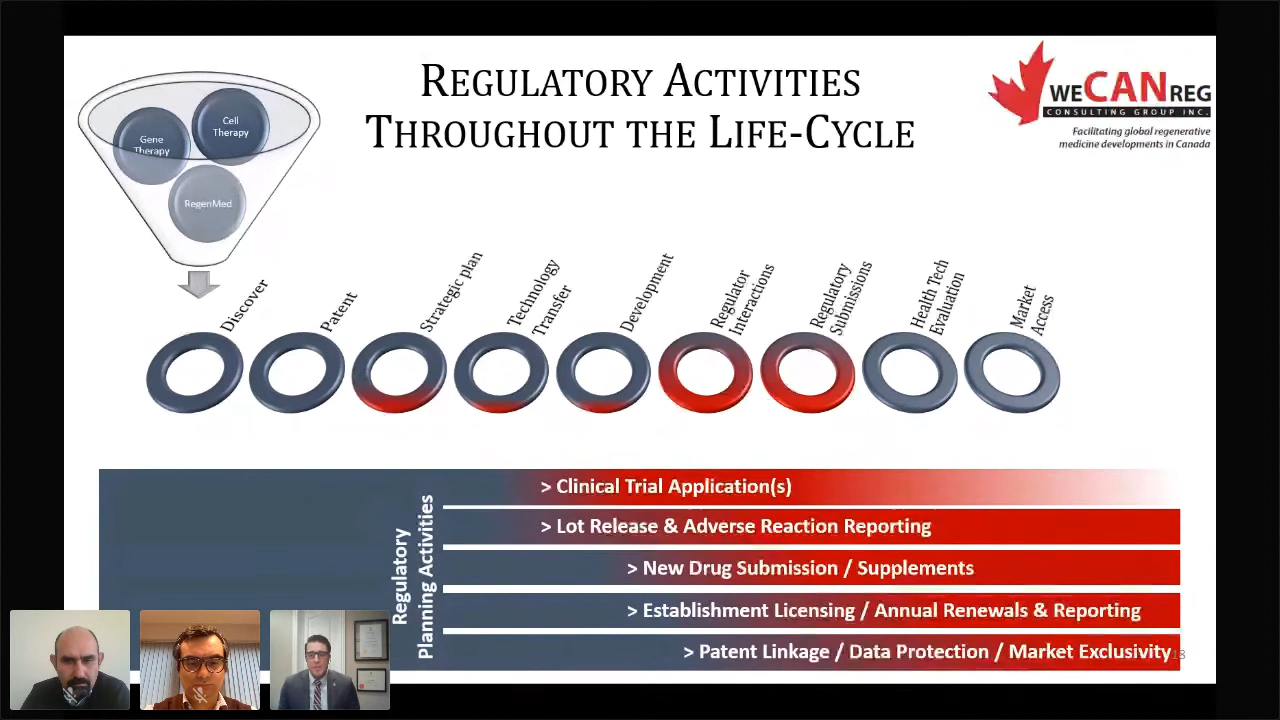 REGULATORY ACTIVITIES
THROUGHOUT THE LIFE-CYCLE
WECANREG
CONSULTING GROUP INC.
Facilitating global regenerative
medicine developments in Canada
Gene
Therapy
Cell
Therapy
RegenMed
Discover
Patent
Strategic plan
Technology
Transfer
Development
Regulator
Interactions
Regulatory
Submissions
Health Tech
Evaluation
Market
Access
Regulatory
Planning Activities
> Clinical Trial Application(s)
> Lot Release & Adverse Reaction Reporting
> New Drug Submission / Supplements
> Establishment Licensing / Annual Renewals & Reporting
> Patent Linkage / Data Protection / Market Exclusivity
18